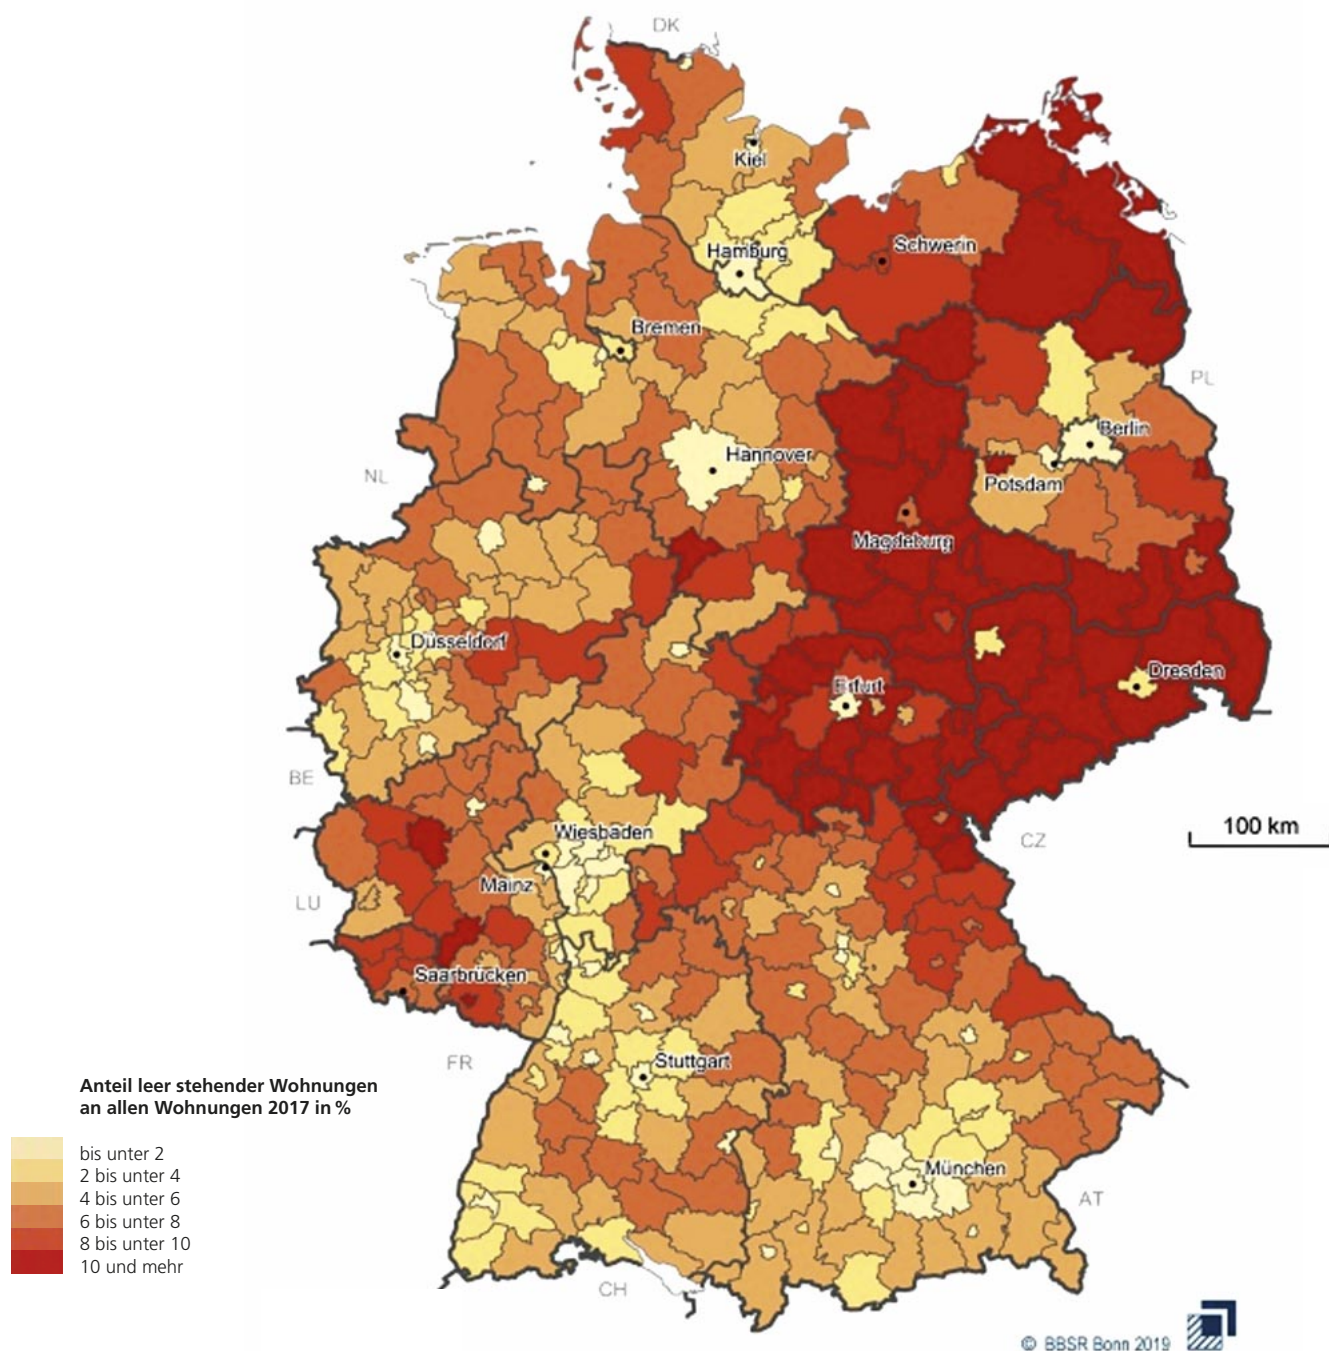 DK
Kiel
Hamburg
Schwerin
Bremen
PL
Berlin
Hannover
NL
Potsdam
Magdeburg
Düsseldorf
Dresden
Erfurt
BE
100 km
Wiesbaden
CZ
Mainz
LU
Saarbrücken
FR
Stuttgart
Anteil leer stehender Wohnungen
an allen Wohnungen 2017 in %
bis unter 2
2 bis unter 4
4 bis unter 6
6 bis unter 8
8 bis unter 10
10 und mehr
München
AT
CH
© BBSR Bonn 2019